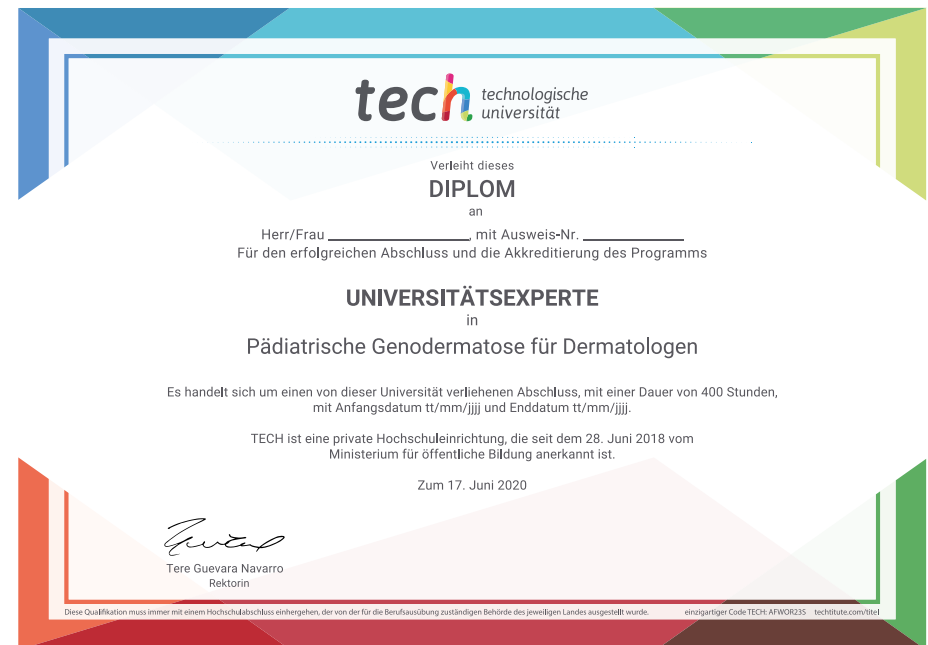 tech technologische
universität
Verleiht dieses
DIPLOM
an
Herr/Frau ____________________, mit Ausweis-Nr. ______________
Für den erfolgreichen Abschluss und die Akkreditierung des Programms
UNIVERSITÄTSEXPERTE
in
Pädiatrische Genodermatose für Dermatologen
Es handelt sich um einen von dieser Universität verliehenen Abschluss, mit einer Dauer von 400 Stunden,
mit Anfangsdatum tt/mm/jjjj und Enddatum tt/mm/jjjj.
TECH ist eine private Hochschuleinrichtung, die seit dem 28. Juni 2018 vom
Ministerium für öffentliche Bildung anerkannt ist.
Zum 17. Juni 2020
Tere Guevara Navarro
Rektorin
Diese Qualifikation muss immer mit einem Hochschulabschluss einhergehen, der von der für die Berufsausübung zuständigen Behörde des jeweiligen Landes ausgestellt wurde. einzigartiger Code TECH: AFWOR23S techtitute.com/titel